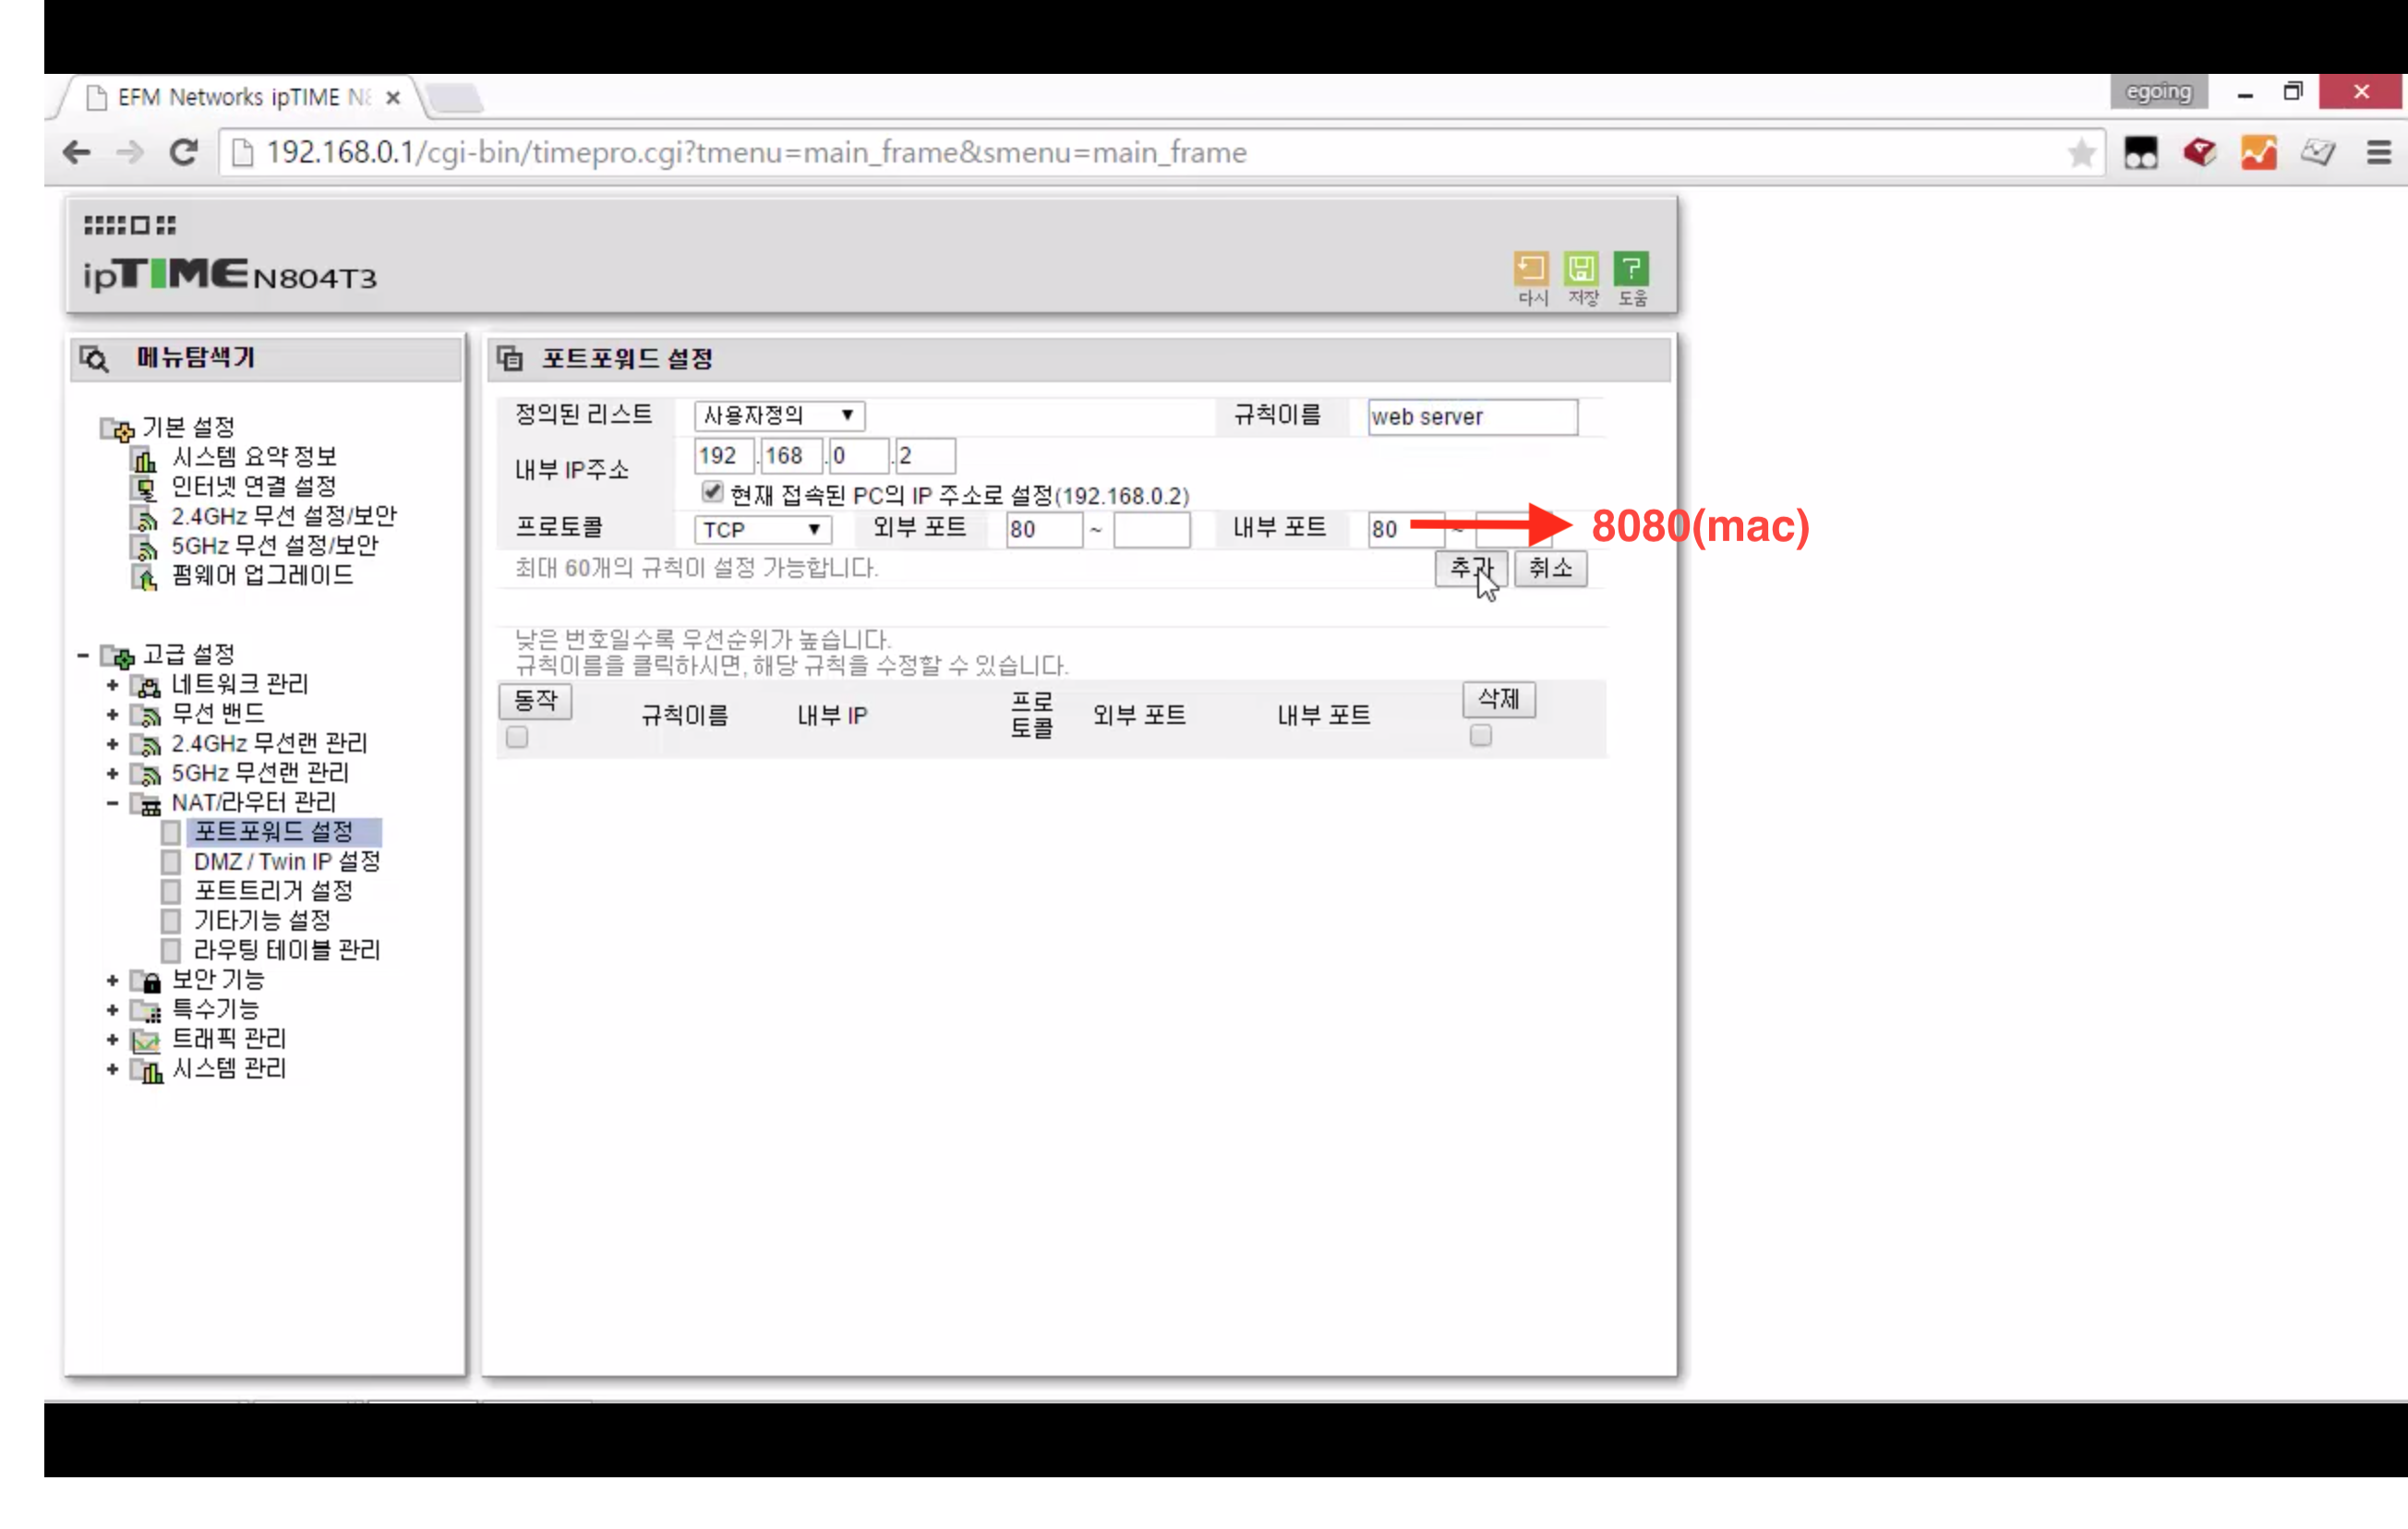 EFM Networks ipTIME N8
egoing
192.168.0.1/cgi-bin/timepro.cgi?tmenu=main_frame&smenu=main_frame
ipTIME N804T3
다시 저장 도움
메뉴탐색기
기본 설정
시스템 요약 정보
인터넷 연결 설정
2.4GHz 무선 설정/보안
5GHz 무선 설정/보안
펌웨어 업그레이드
고급 설정
네트워크 관리
무선 밴드
2.4GHz 무선랜 관리
5GHz 무선랜 관리
NAT/라우터 관리
포트포워드 설정
DMZ / Twin IP 설정
포트트리거 설정
기타기능 설정
라우팅 테이블 관리
보안 기능
특수기능
트래픽 관리
시스템 관리
포트포워드 설정
정의된 리스트 사용자정의 규칙이름 web server
내부 IP주소 192 .168 .0 .2
현재 접속된 PC의 IP 주소로 설정(192.168.0.2)
프로토콜 TCP 외부 포트 80 ~ 내부 포트 80 ~ 8080(mac)
최대 60개의 규칙이 설정 가능합니다. 추가 취소
낮은 번호일수록 우선순위가 높습니다.
규칙이름을 클릭하시면, 해당 규칙을 수정할 수 있습니다.
동작 규칙이름 내부 IP 프로토콜 외부 포트 내부 포트 삭제